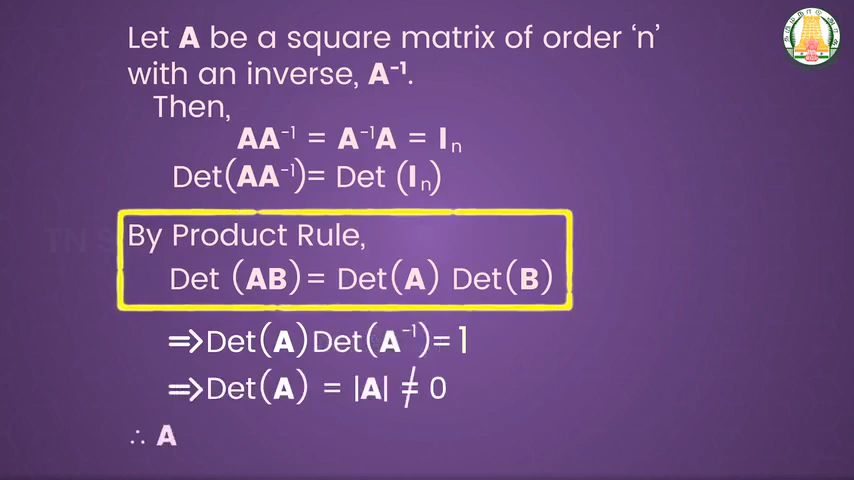 Let A be a square matrix of order ‘n’
with an inverse, A⁻¹.
Then,
AA⁻¹ = A⁻¹A = Iₙ
Det(AA⁻¹)= Det (Iₙ)
By Product Rule,
Det (AB)= Det(A) Det(B)
=>Det(A)Det(A⁻¹)=1
=>Det(A) = |A| ≠ 0
∴ A
TN S